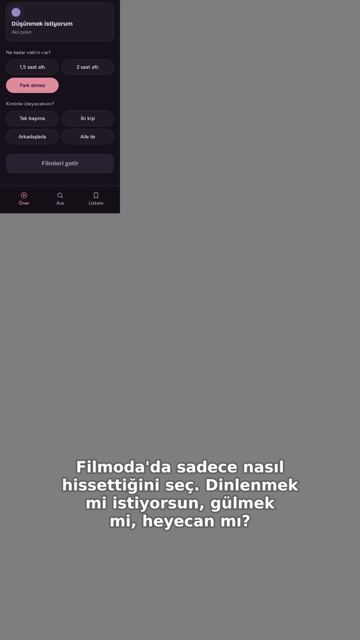 Düşünmek istiyorum
Akıl çelen
Ne kadar vaktin var?
1,5 saat altı
2 saat altı
Fark etmez
Kiminle izleyeceksin?
Tek başıma
İki kişi
Arkadaşlarla
Aile ile
Filmleri getir
Öner
Ara
Listem
Filmoda'da sadece nasıl
hissettiğini seç. Dinlenmek
mi istiyorsun, gülmek
mi, heyecan mı?